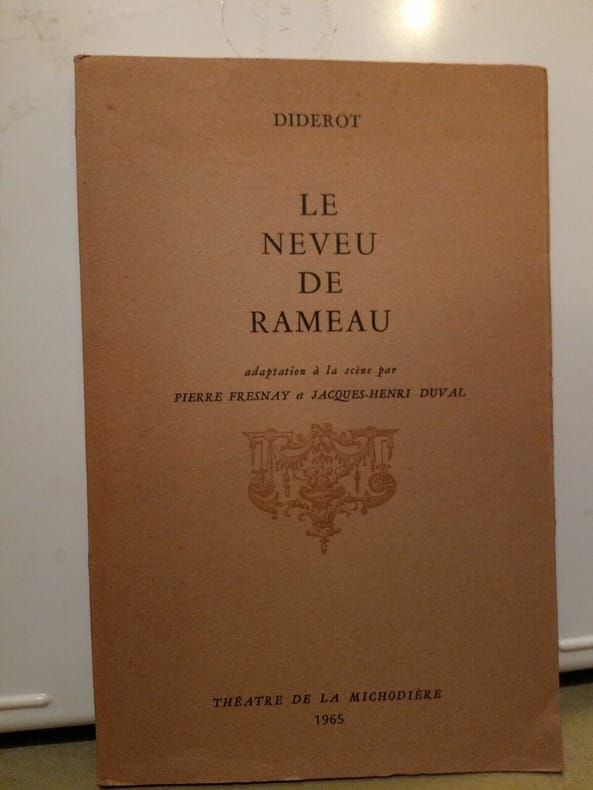 DIDEROT
LE
NEVEU
DE
RAMEAU
adaptation à la scène par
PIERRE FRESNAY et JACQUES-HENRI DUVAL
THÉATRE DE LA MICHODIÈRE
1965